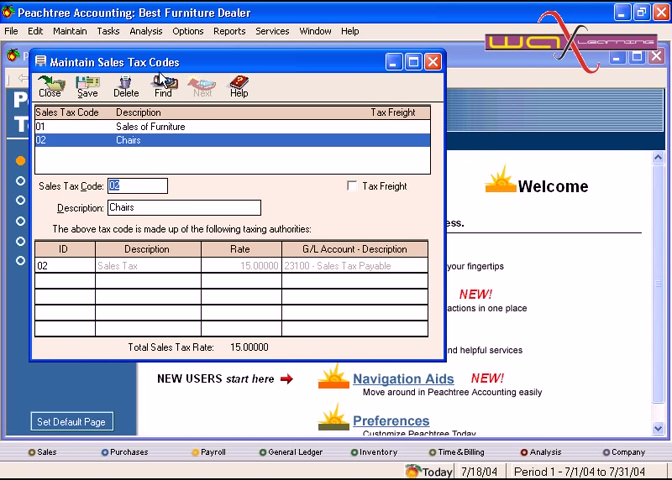 Peachtree Accounting: Best Furniture Dealer
File Edit Maintain Tasks Analysis Options Reports Services Window Help
wax
Learning
Maintain Sales Tax Codes
Close Save Delete Find Next Help
Sales Tax Code Description Tax Freight
01 Sales of Furniture
02 Chairs
Sales Tax Code: 02 Tax Freight
Description: Chairs
The above tax code is made up of the following taxing authorities:
ID Description Rate G/L Account - Description
02 Sales Tax 15.00000 23100 - Sales Tax Payable
Total Sales Tax Rate: 15.00000
Welcome
ess.
your fingertips
NEW!
actions in one place
and helpful services
NEW USERS start here
Navigation Aids NEW!
Move around in Peachtree Accounting easily
Preferences
Customize Peachtree Today
Set Default Page
Sales Purchases Payroll General Ledger Inventory Time & Billing Analysis Company
Today 7/18/04 Period 1 - 7/1/04 to 7/31/04